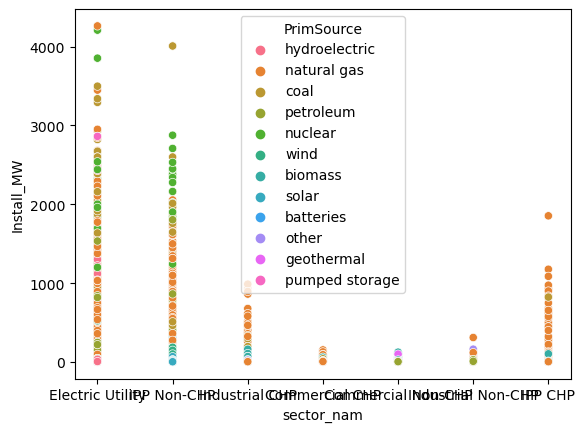 PrimSource
hydroelectric
natural gas
coal
petroleum
nuclear
wind
biomass
solar
batteries
other
geothermal
pumped storage
Install_MW
4000
3000
2000
1000
0
Electric Utility IPP Non-CHP Industrial CHP Commercial CHP Commercial Non-CHP Industrial Non-CHP IPP CHP
sector_nam